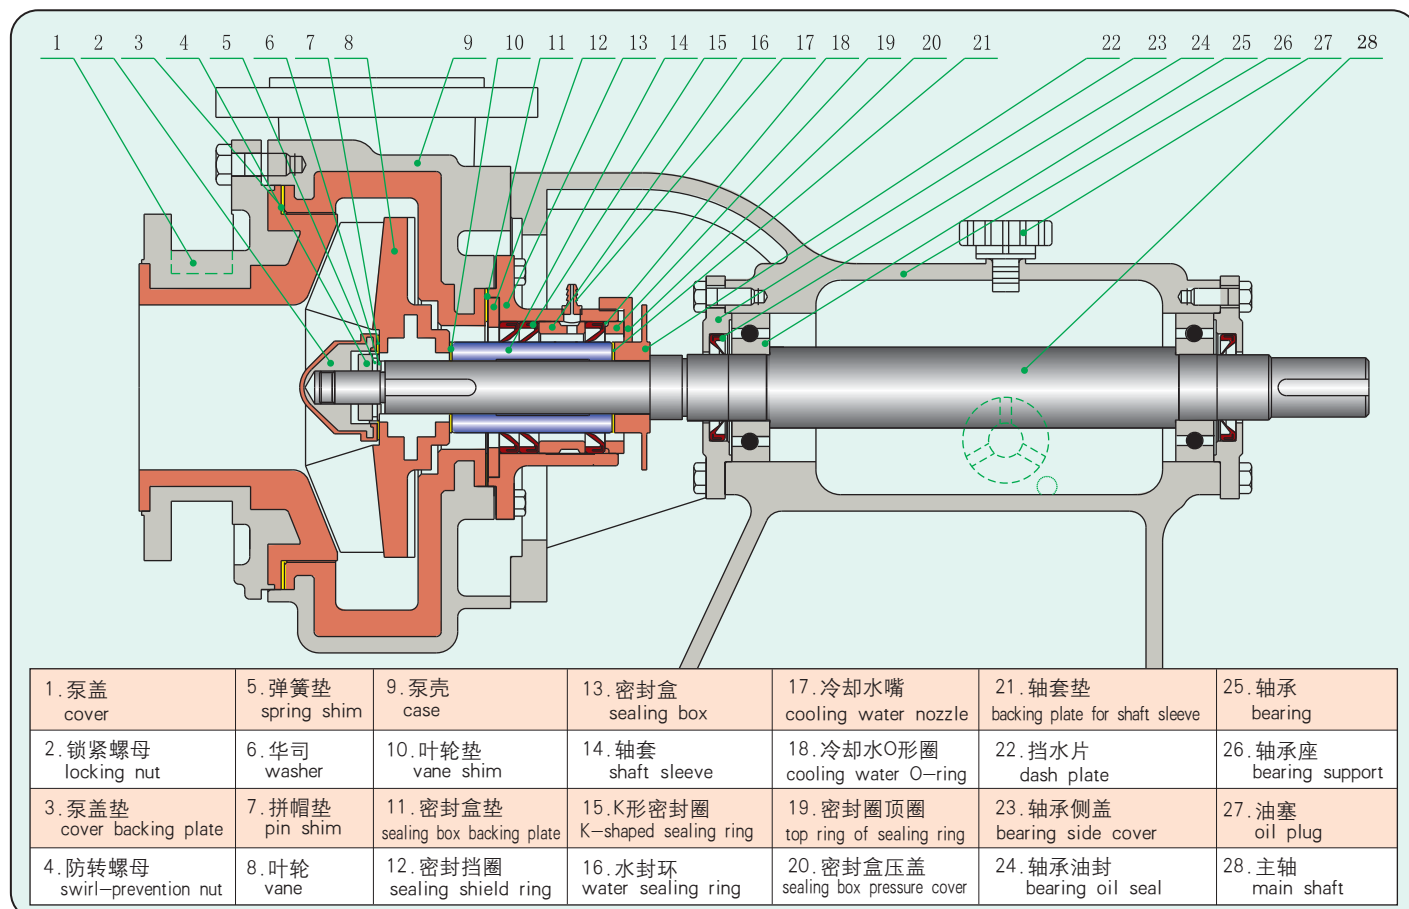 1 2 3 4 5 6 7 8 9 10 11 12 13 14 15 16 17 18 19 20 21 22 23 24 25 26 27 28
1.泵盖
cover
5.弹簧垫
spring shim
9.泵壳
case
13.密封盒
sealing box
17.冷却水嘴
cooling water nozzle
21.轴套垫
backing plate for shaft sleeve
25.轴承
bearing
2.锁紧螺母
locking nut
6.华司
washer
10.叶轮垫
vane shim
14.轴套
shaft sleeve
18.冷却水O形圈
cooling water O-ring
22.挡水片
dash plate
26.轴承座
bearing support
3.泵盖垫
cover backing plate
7.拼帽垫
pin shim
11.密封盒垫
sealing box backing plate
15.K形密封圈
K-shaped sealing ring
19.密封圈顶圈
top ring of sealing ring
23.轴承侧盖
bearing side cover
27.油塞
oil plug
4.防转螺母
swirl-prevention nut
8.叶轮
vane
12.密封挡圈
sealing shield ring
16.水封环
water sealing ring
20.密封盒压盖
sealing box pressure cover
24.轴承油封
bearing oil seal
28.主轴
main shaft